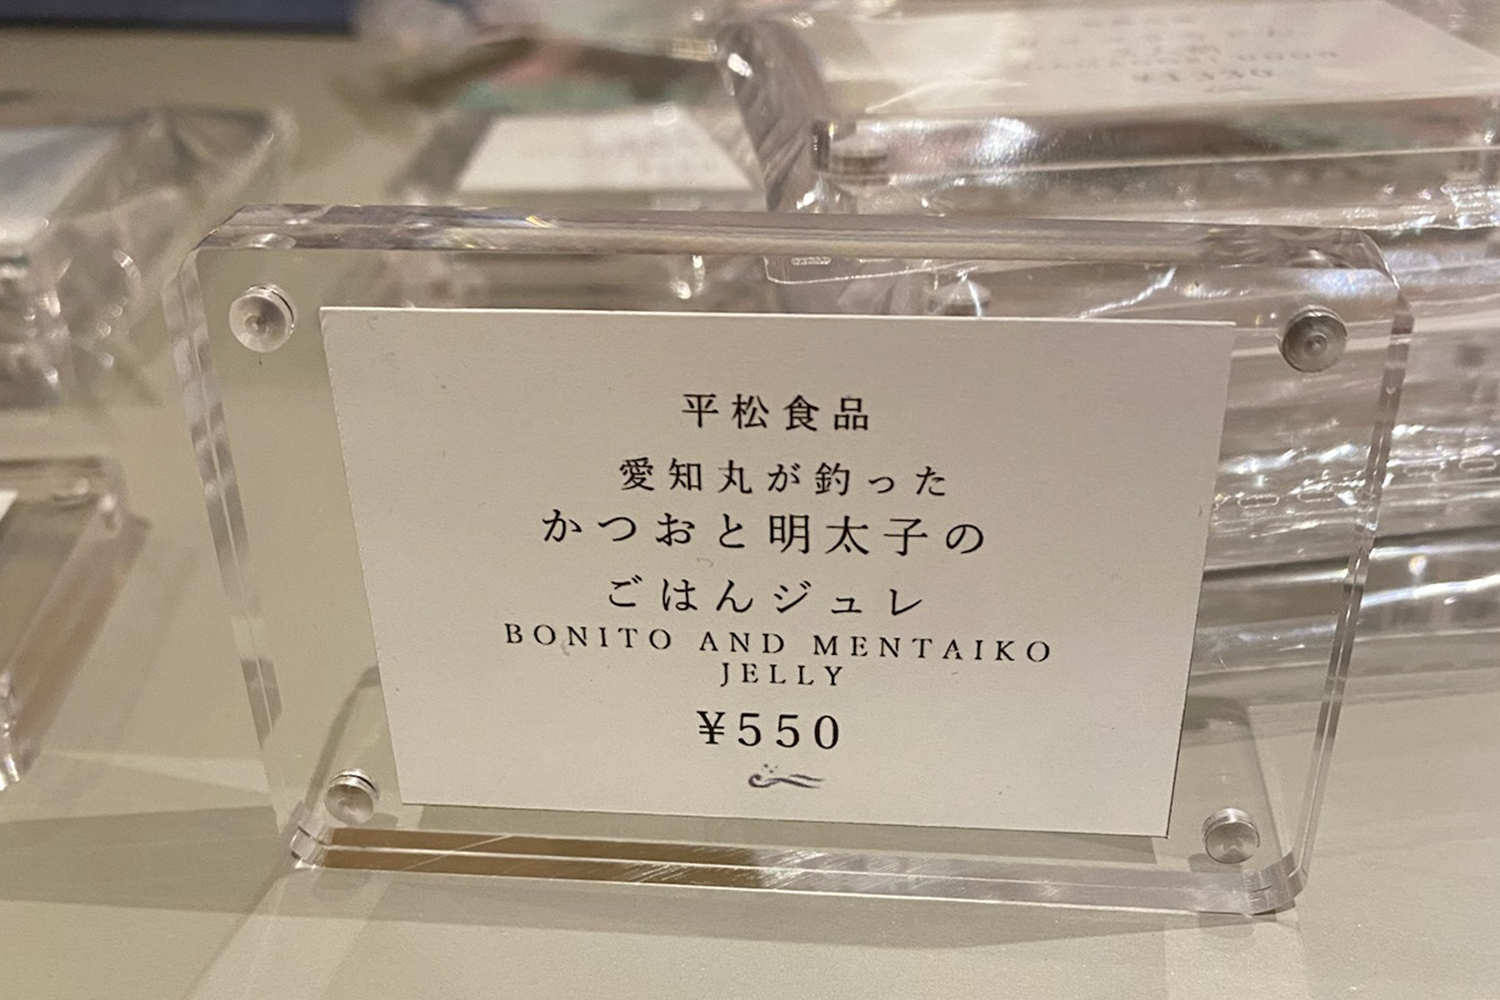 平松食品
愛知丸が釣った
かつおと明太子の
ごはんジュレ
BONITO AND MENTAIKO
JELLY
¥550